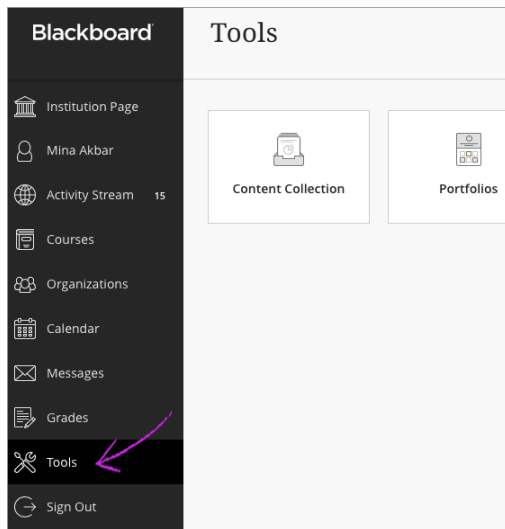 Blackboard
Tools
Institution Page
Mina Akbar
Activity Stream 15
Courses
Organizations
Calendar
Messages
Grades
Tools
Sign Out
Content Collection
Portfolios